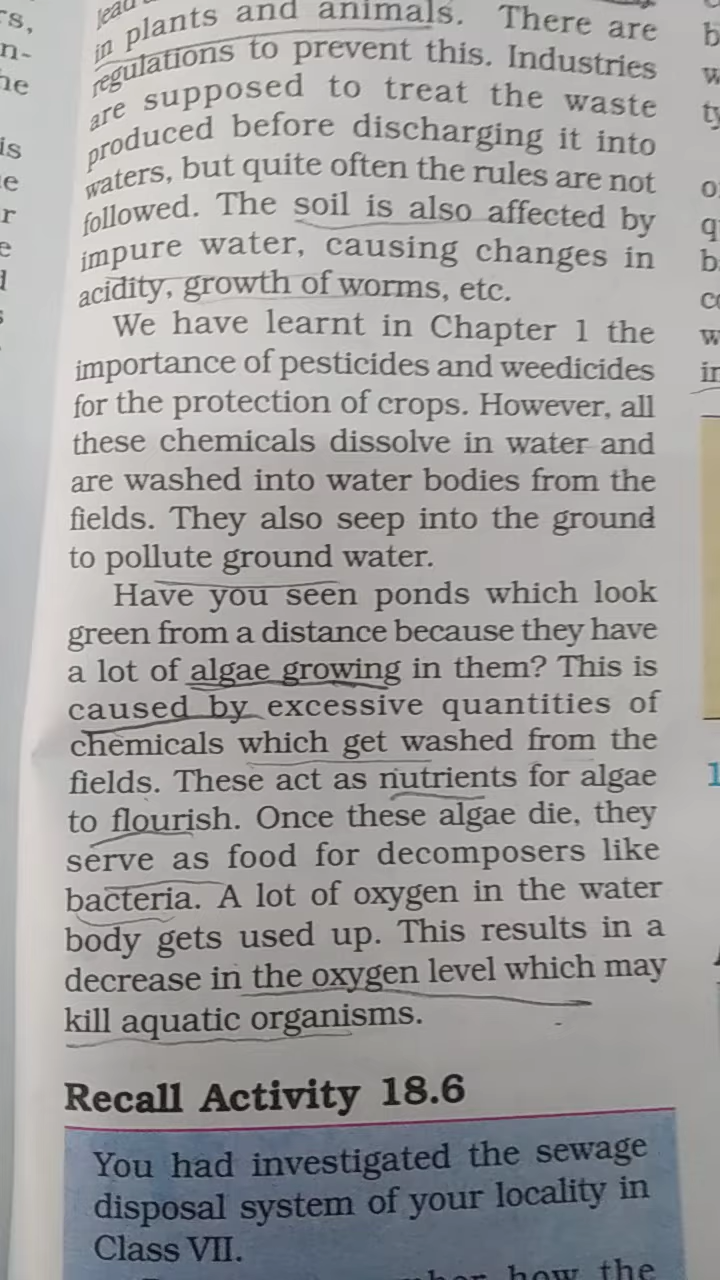 lead
in plants and animals. There are
regulations to prevent this. Industries
are supposed to treat the waste
produced before discharging it into
waters, but quite often the rules are not
followed. The soil is also affected by
impure water, causing changes in
acidity, growth of worms, etc.
We have learnt in Chapter 1 the
importance of pesticides and weedicides
for the protection of crops. However, all
these chemicals dissolve in water and
are washed into water bodies from the
fields. They also seep into the ground
to pollute ground water.
Have you seen ponds which look
green from a distance because they have
a lot of algae growing in them? This is
caused by excessive quantities of
chemicals which get washed from the
fields. These act as nutrients for algae
to flourish. Once these algae die, they
serve as food for decomposers like
bacteria. A lot of oxygen in the water
body gets used up. This results in a
decrease in the oxygen level which may
kill aquatic organisms.
Recall Activity 18.6
You had investigated the sewage
disposal system of your locality in
Class VII.
how the